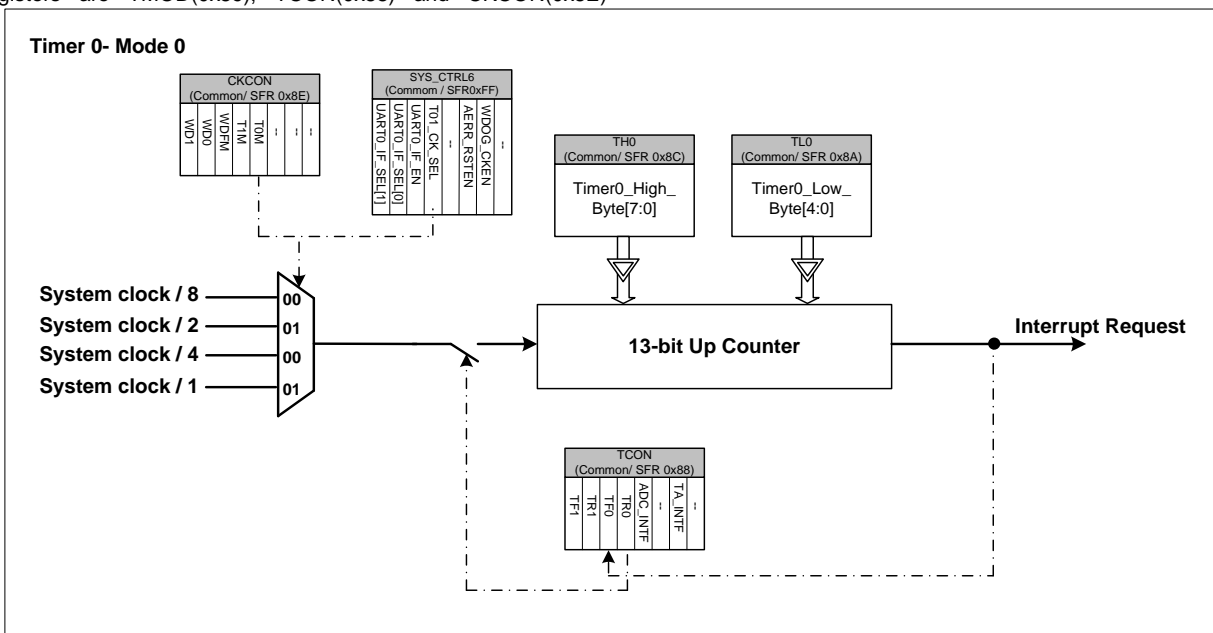 registers are TMOD(0x89), TCON(0x88) and CKCON(0x8E)
Timer 0- Mode 0
CKCON
(Common/ SFR 0x8E)
WD1
WD0
WDFM
T1M
T0M
--
--
--
SYS_CTRL6
(Commom / SFR0xFF)
UART0_IF_SEL[1]
UART0_IF_SEL[0]
UART0_IF_EN
T01_CK_SEL
--
AERR_RSTEN
WDOG_CKEN
--
TH0
(Common/ SFR 0x8C)
Timer0_High_
Byte[7:0]
TL0
(Common/ SFR 0x8A)
Timer0_Low_
Byte[4:0]
System clock / 8
System clock / 2
System clock / 4
System clock / 1
00
01
00
01
13-bit Up Counter
Interrupt Request
TCON
(Common/ SFR 0x88)
TF1
TR1
TF0
TR0
ADC_INTF
--
TA_INTF
--